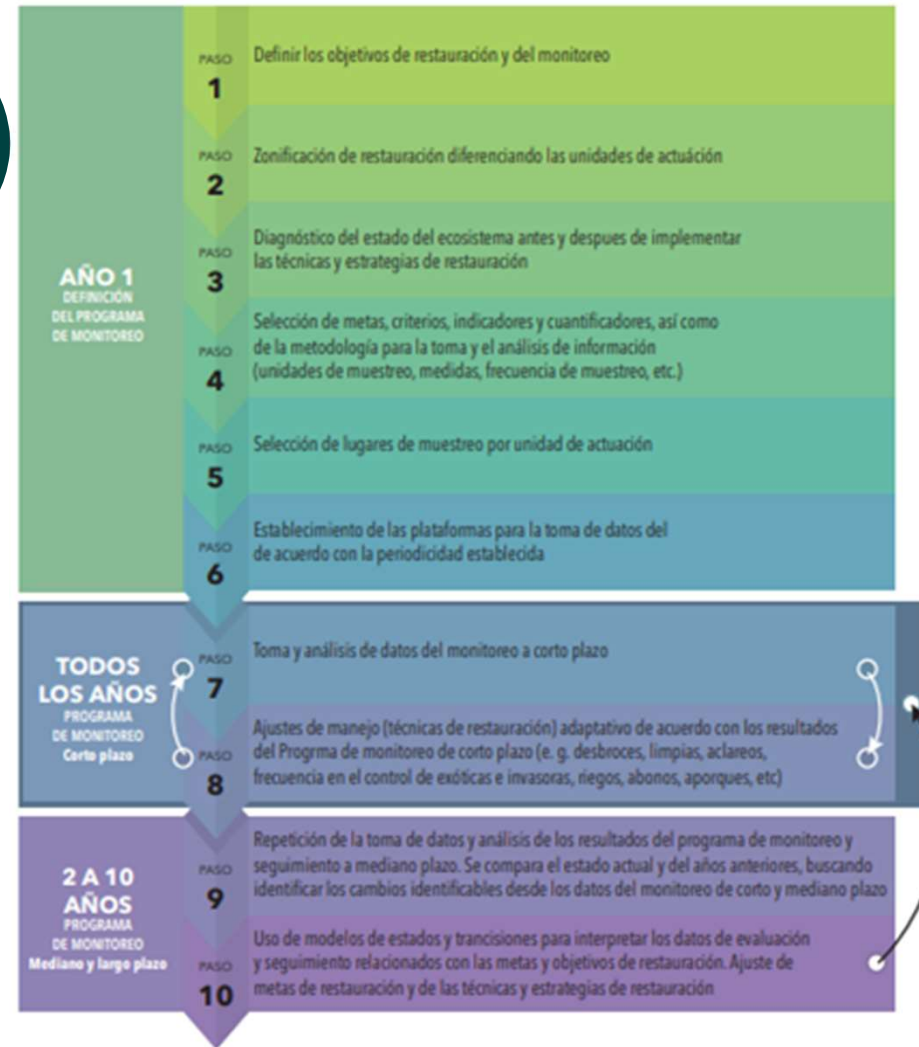 AÑO 1
DEFINICIÓN
DEL PROGRAMA
DE MONITOREO
PASO
1
Definir los objetivos de restauración y del monitoreo
PASO
2
Zonificación de restauración diferenciando las unidades de actuáción
PASO
3
Diagnóstico del estado del ecosistema antes y despues de implementar
las técnicas y estrategias de restauración
PASO
4
Selección de metas, criterios, indicadores y cuantificadores, así como
de la metodología para la toma y el análisis de información
(unidades de muestreo, medidas, frecuencia de muestreo, etc.)
PASO
5
Selección de lugares de muestreo por unidad de actuación
PASO
6
Establecimiento de las plataformas para la toma de datos del
de acuerdo con la periodicidad establecida
TODOS
LOS AÑOS
PROGRAMA
DE MONITOREO
Corto plazo
PASO
7
Toma y análisis de datos del monitoreo a corto plazo
PASO
8
Ajustes de manejo (técnicas de restauración) adaptativo de acuerdo con los resultados
del Progrma de monitoreo de corto plazo (e. g. desbroces, limpias, aclareos,
frecuencia en el control de exóticas e invasoras, riegos, abonos, aporques, etc)
2 A 10
AÑOS
PROGRAMA
DE MONITOREO
Mediano y largo plazo
PASO
9
Repetición de la toma de datos y análisis de los resultados del programa de monitoreo y
seguimiento a mediano plazo. Se compara el estado actual y del años anteriores, buscando
identificar los cambios identificables desde los datos del monitoreo de corto y mediano plazo
PASO
10
Uso de modelos de estados y trancisiones para interpretar los datos de evaluación
y seguimiento relacionados con las metas y objetivos de restauración. Ajuste de
metas de restauración y de las técnicas y estrategias de restauración